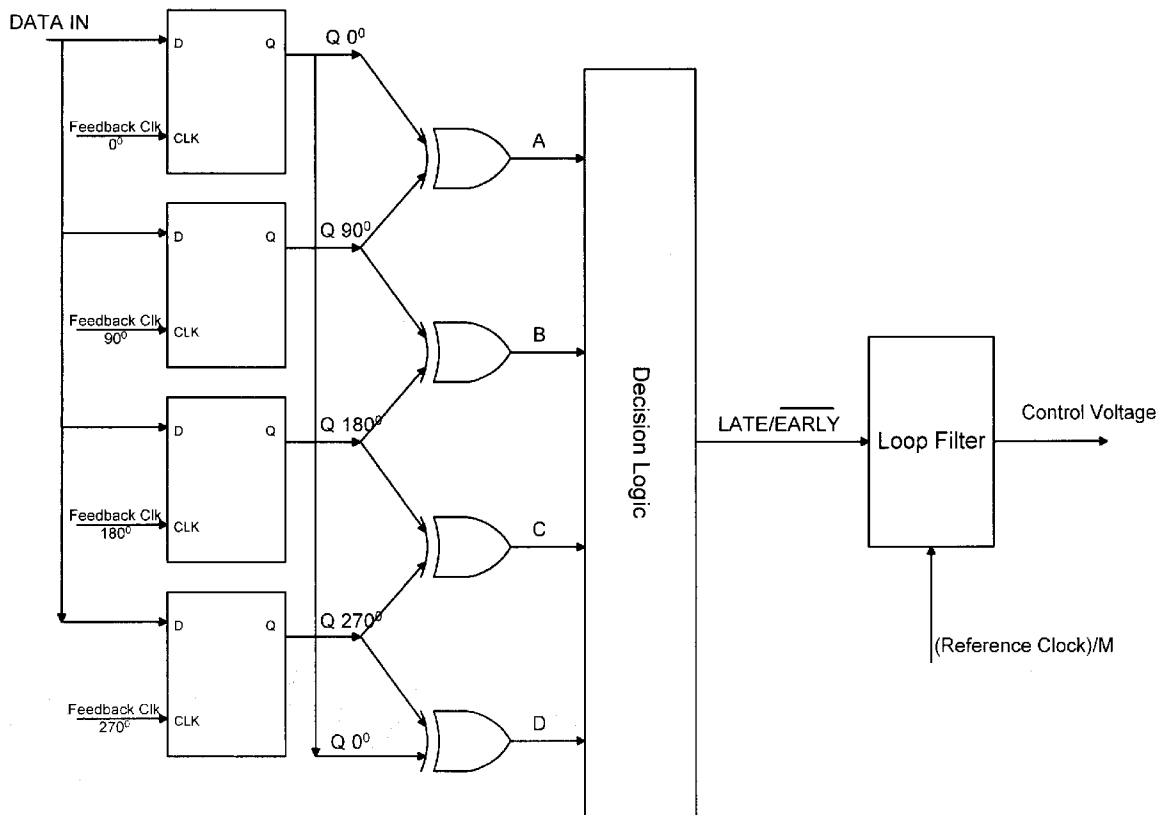 DATA IN
D
Q
Feedback Clk
0⁰
CLK
Q 0⁰
A
D
Q
Feedback Clk
90⁰
CLK
Q 90⁰
B
D
Q
Feedback Clk
180⁰
CLK
Q 180⁰
C
D
Q
Feedback Clk
270⁰
CLK
Q 270⁰
Q 0⁰
D
Decision Logic
LATE/EARLY
Loop Filter
Control Voltage
(Reference Clock)/M